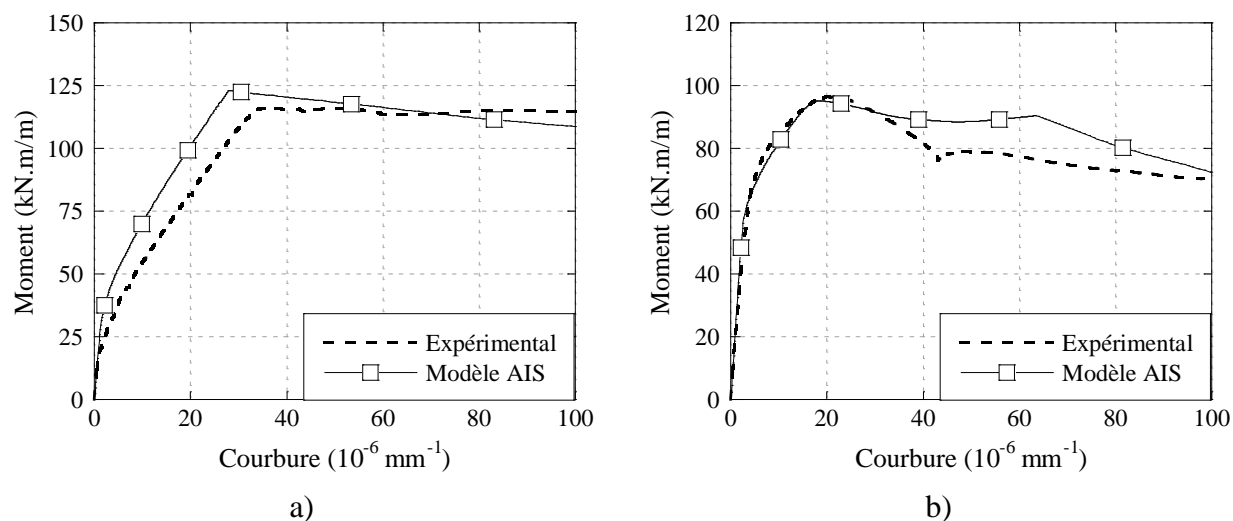 150
125
100
75
50
25
0
Moment (kN.m/m)
0 20 40 60 80 100
Courbure (10⁻⁶ mm⁻¹)
Expérimental
Modèle AIS
a)
120
100
80
60
40
20
0
Moment (kN.m/m)
0 20 40 60 80 100
Courbure (10⁻⁶ mm⁻¹)
Expérimental
Modèle AIS
b)